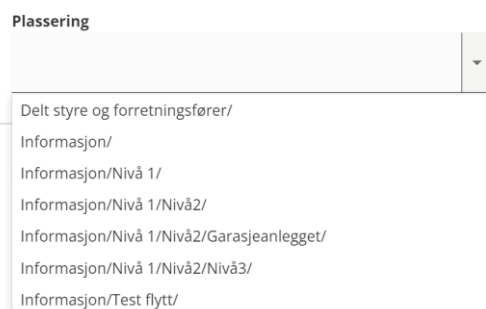 Plassering
Delt styre og forretningsfører/
Informasjon/
Informasjon/Nivå 1/
Informasjon/Nivå 1/Nivå2/
Informasjon/Nivå 1/Nivå2/Garasjeanlegget/
Informasjon/Nivå 1/Nivå2/Nivå3/
Informasjon/Test flytt/